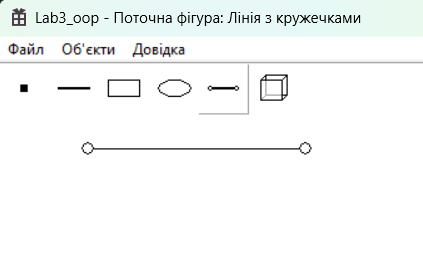 Lab3_oop - Поточна фігура: Лінія з кружечками
Файл Об'єкти Довідка